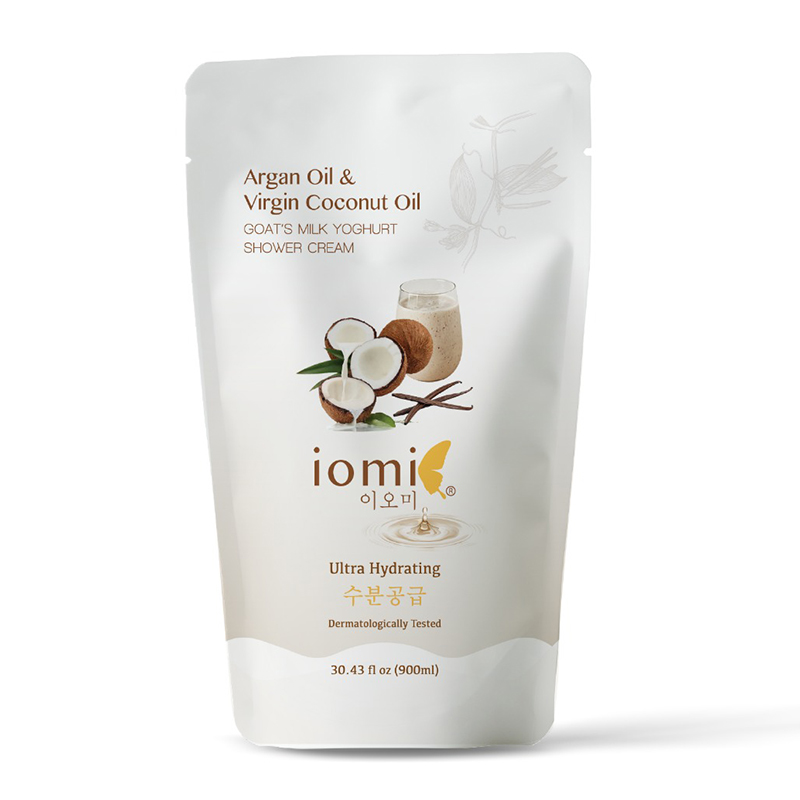 Argan Oil &
Virgin Coconut Oil
GOAT'S MILK YOGHURT
SHOWER CREAM
iomi
®
이오미
Ultra Hydrating
수분공급
Dermatologically Tested
30.43 fl oz (900ml)